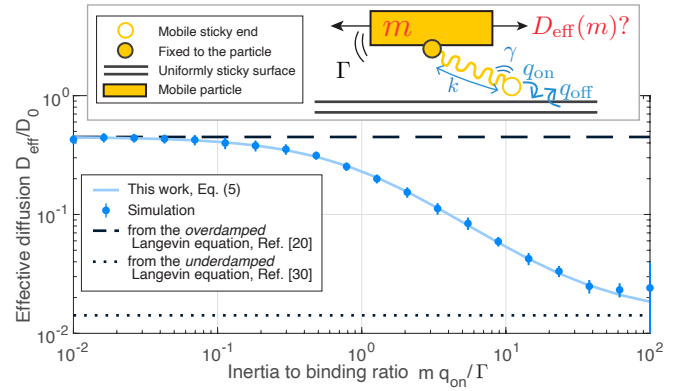 Mobile sticky end
Fixed to the particle
Uniformly sticky surface
Mobile particle
m
D_eff(m)?
Γ
γ
k
q_on
q_off
10^0
10^-1
10^-2
Effective diffusion D_eff/D_0
This work, Eq. (5)
Simulation
from the overdamped
Langevin equation, Ref. [20]
from the underdamped
Langevin equation, Ref. [30]
10^-2
10^-1
10^0
10^1
10^2
Inertia to binding ratio m q_on/Γ